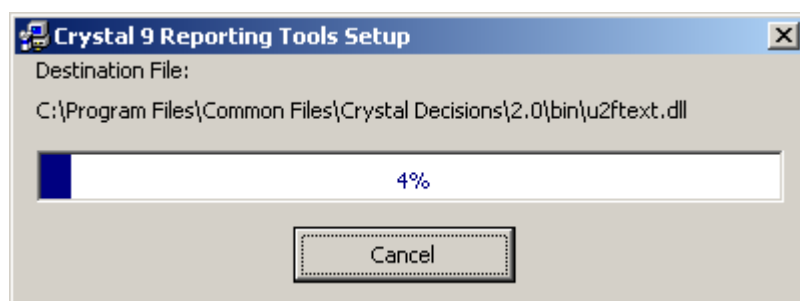 Crystal 9 Reporting Tools Setup
Destination File:
C:\Program Files\Common Files\Crystal Decisions\2.0\bin\u2ftext.dll
4%
Cancel